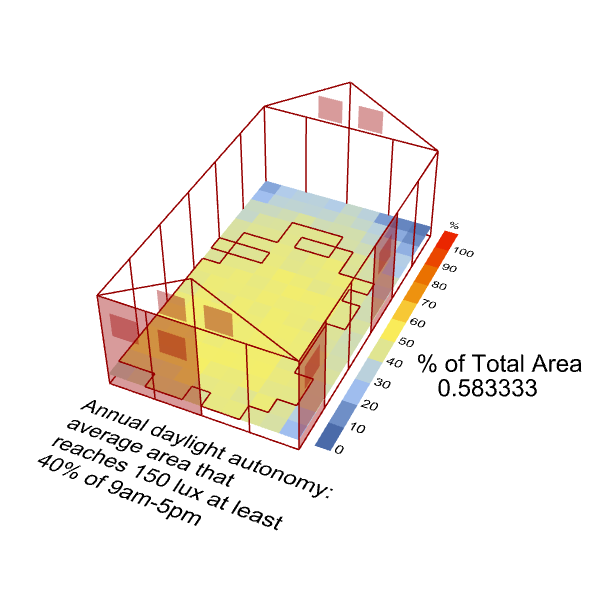 %
100
90
80
70
60
50
40
30
20
10
0
% of Total Area
0.583333
Annual daylight autonomy:
average area that
reaches 150 lux at least
40% of 9am-5pm